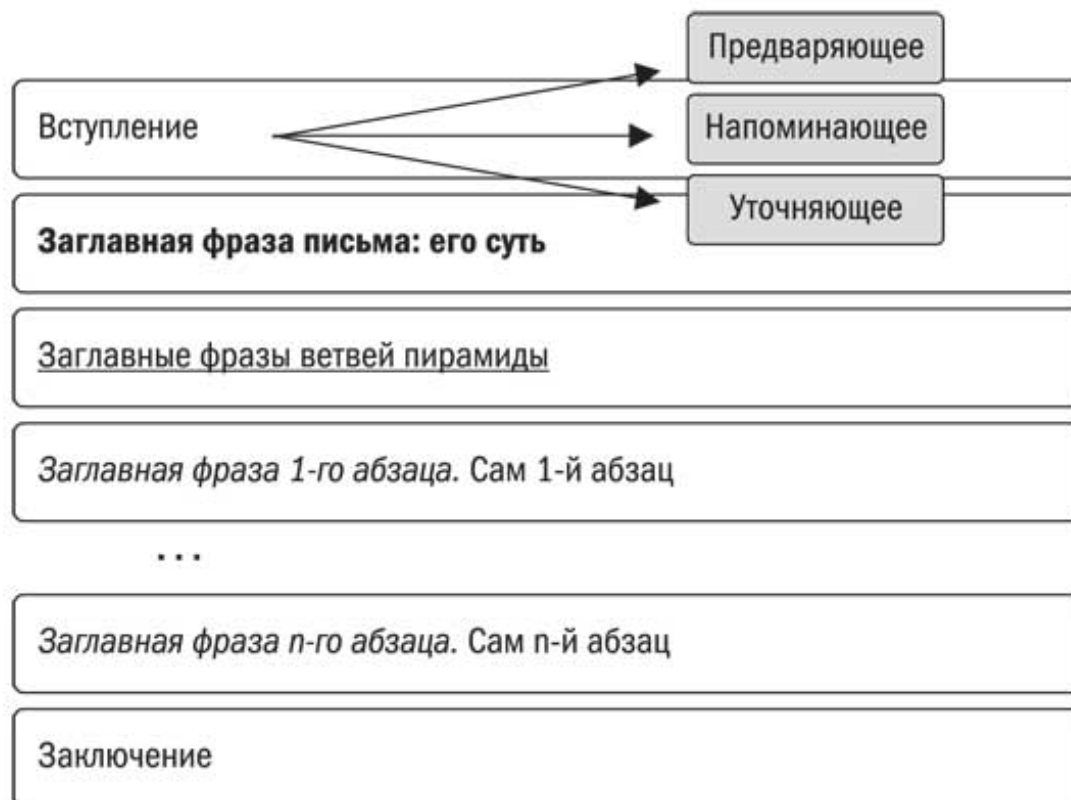 Предваряющее
Вступление
Напоминающее
Уточняющее
Заглавная фраза письма: его суть
Заглавные фразы ветвей пирамиды
Заглавная фраза 1-го абзаца. Сам 1-й абзац
...
Заглавная фраза n-го абзаца. Сам n-й абзац
Заключение